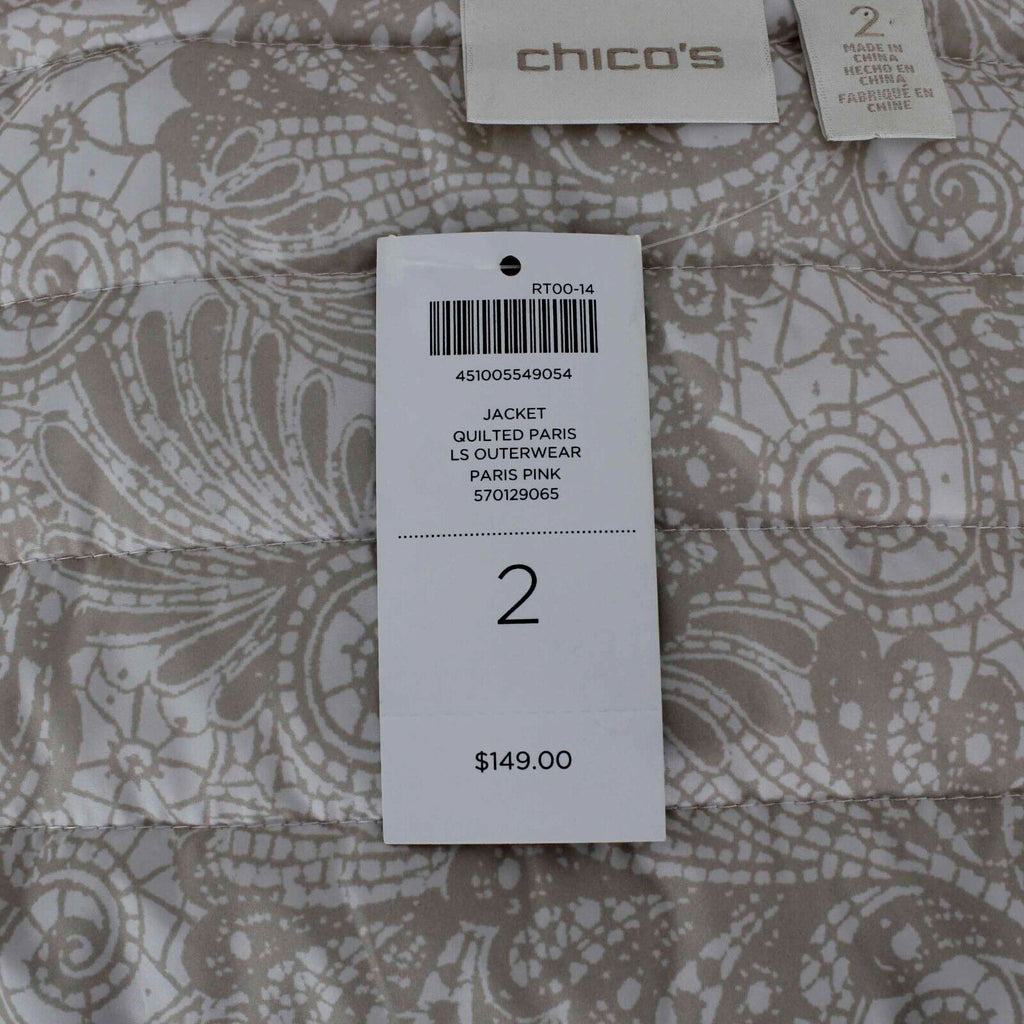 chico's
2
MADE IN
CHINA
HECHO EN
CHINA
FABRIQUÉ EN
CHINE
RT00-14
451005549054
JACKET
QUILTED PARIS
LS OUTERWEAR
PARIS PINK
570129065
2
$149.00